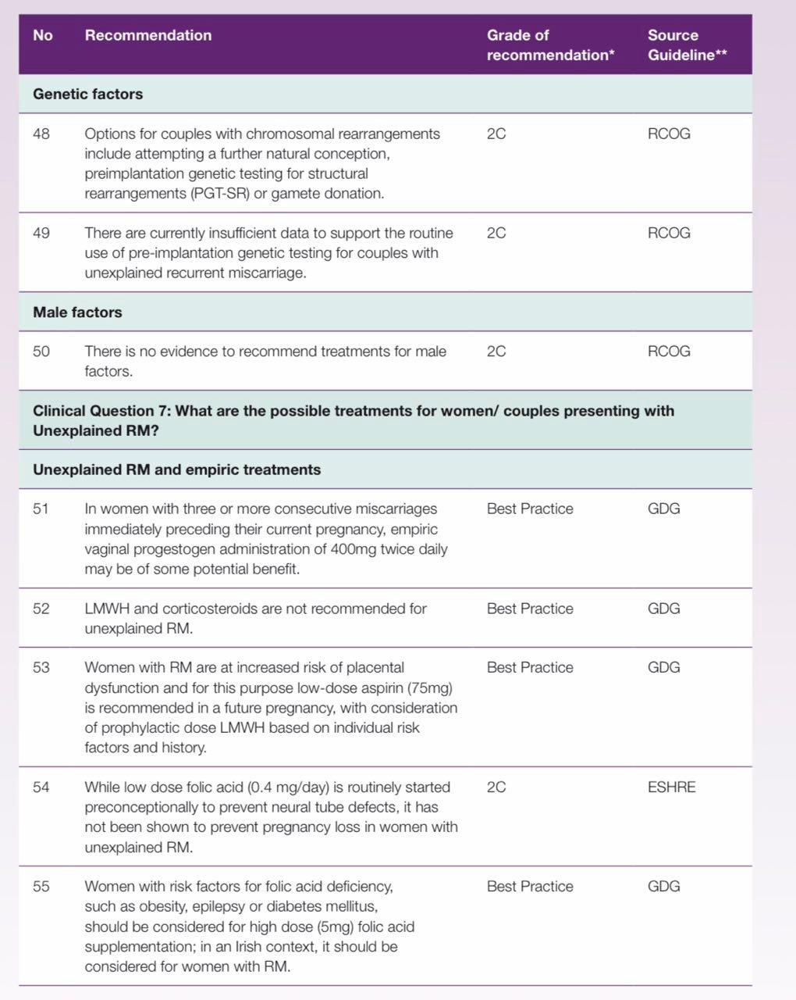 No Recommendation Grade of recommendation* Source Guideline**
Genetic factors
48 Options for couples with chromosomal rearrangements 2C RCOG
include attempting a further natural conception,
preimplantation genetic testing for structural
rearrangements (PGT-SR) or gamete donation.
49 There are currently insufficient data to support the routine 2C RCOG
use of pre-implantation genetic testing for couples with
unexplained recurrent miscarriage.
Male factors
50 There is no evidence to recommend treatments for male 2C RCOG
factors.
Clinical Question 7: What are the possible treatments for women/ couples presenting with
Unexplained RM?
Unexplained RM and empiric treatments
51 In women with three or more consecutive miscarriages Best Practice GDG
immediately preceding their current pregnancy, empiric
vaginal progestogen administration of 400mg twice daily
may be of some potential benefit.
52 LMWH and corticosteroids are not recommended for Best Practice GDG
unexplained RM.
53 Women with RM are at increased risk of placental Best Practice GDG
dysfunction and for this purpose low-dose aspirin (75mg)
is recommended in a future pregnancy, with consideration
of prophylactic dose LMWH based on individual risk
factors and history.
54 While low dose folic acid (0.4 mg/day) is routinely started 2C ESHRE
preconceptionally to prevent neural tube defects, it has
not been shown to prevent pregnancy loss in women with
unexplained RM.
55 Women with risk factors for folic acid deficiency, Best Practice GDG
such as obesity, epilepsy or diabetes mellitus,
should be considered for high dose (5mg) folic acid
supplementation; in an Irish context, it should be
considered for women with RM.